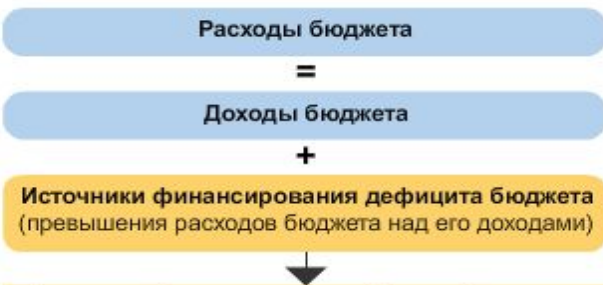 Расходы бюджета
=
Доходы бюджета
+
Источники финансирования дефицита бюджета
(превышения расходов бюджета над его доходами)